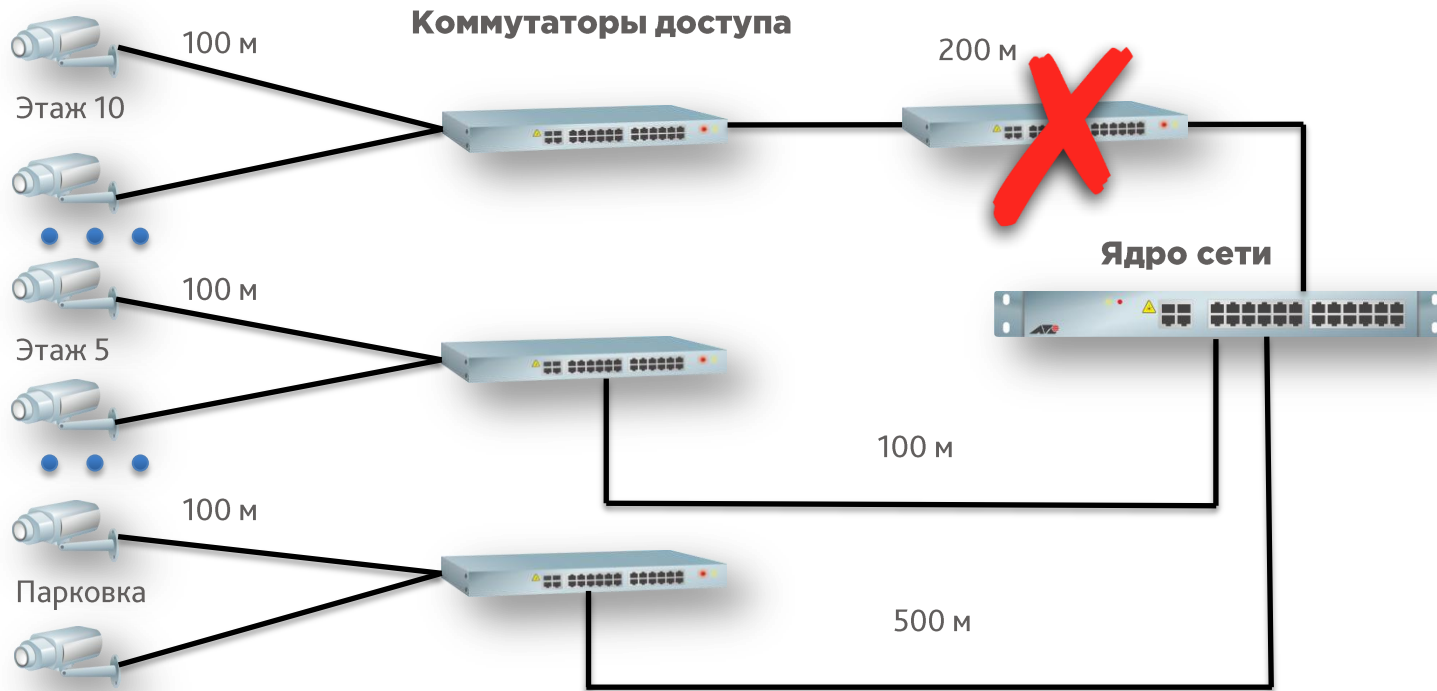 Коммутаторы доступа
100 м
200 м
Этаж 10
Ядро сети
100 м
Этаж 5
100 м
100 м
Парковка
500 м